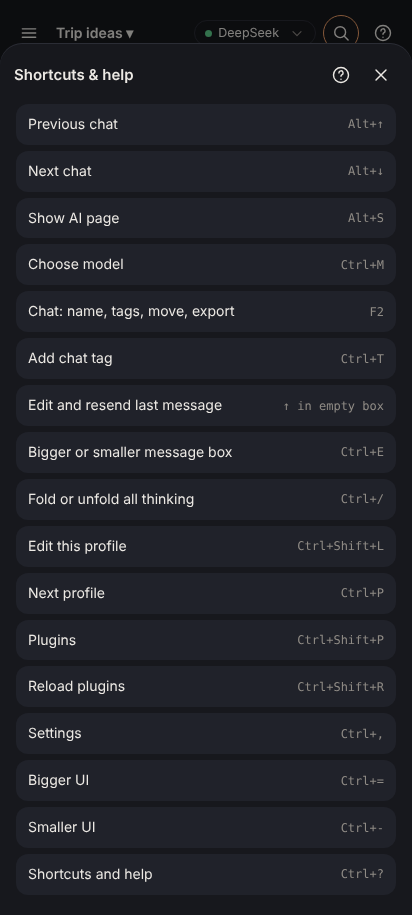 Trip ideas ▾
DeepSeek
Shortcuts & help
Previous chat Alt+↑
Next chat Alt+↓
Show AI page Alt+S
Choose model Ctrl+M
Chat: name, tags, move, export F2
Add chat tag Ctrl+T
Edit and resend last message ↑ in empty box
Bigger or smaller message box Ctrl+E
Fold or unfold all thinking Ctrl+/
Edit this profile Ctrl+Shift+L
Next profile Ctrl+P
Plugins Ctrl+Shift+P
Reload plugins Ctrl+Shift+R
Settings Ctrl+,
Bigger UI Ctrl+=
Smaller UI Ctrl+-
Shortcuts and help Ctrl+?